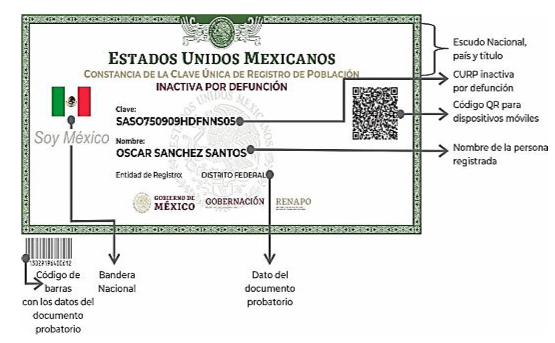 ESTADOS UNIDOS MEXICANOS
CONSTANCIA DE LA CLAVE ÚNICA DE REGISTRO DE POBLACIÓN
INACTIVA POR DEFUNCIÓN
Soy México
Clave:
SASO750909HDFNNS05
Nombre:
OSCAR SANCHEZ SANTOS
Entidad de Registro: DISTRITO FEDERAL
GOBIERNO DE
MÉXICO
GOBERNACIÓN
RENAPO
Escudo Nacional,
país y título
CURP inactiva
por defunción
Código QR para
dispositivos móviles
Nombre de la persona
registrada
Código de
barras
con los datos del
documento
probatorio
Bandera
Nacional
Dato del
documento
probatorio